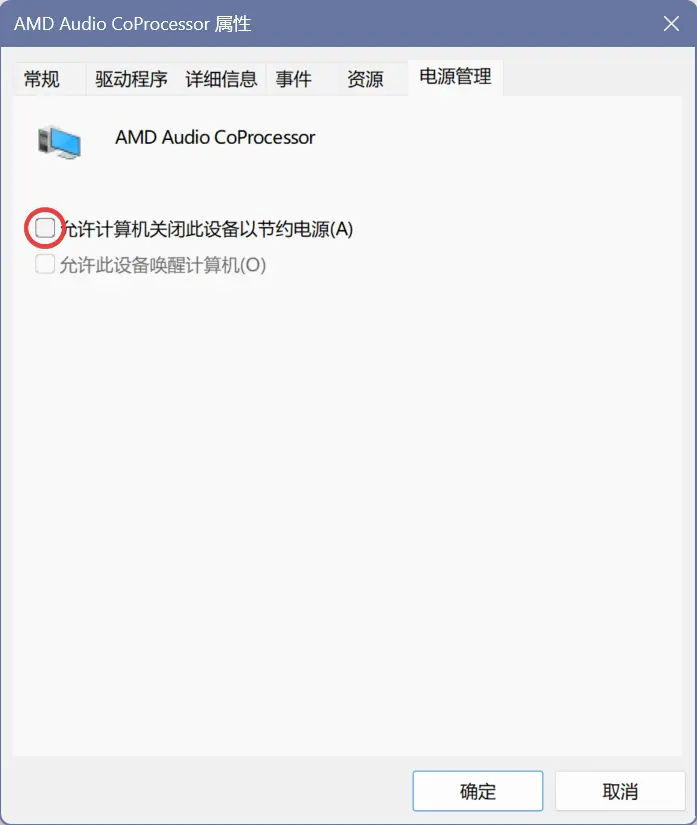 AMD Audio CoProcessor 属性
常规 驱动程序 详细信息 事件 资源 电源管理
AMD Audio CoProcessor
允许计算机关闭此设备以节约电源(A)
允许此设备唤醒计算机(O)
确定 取消